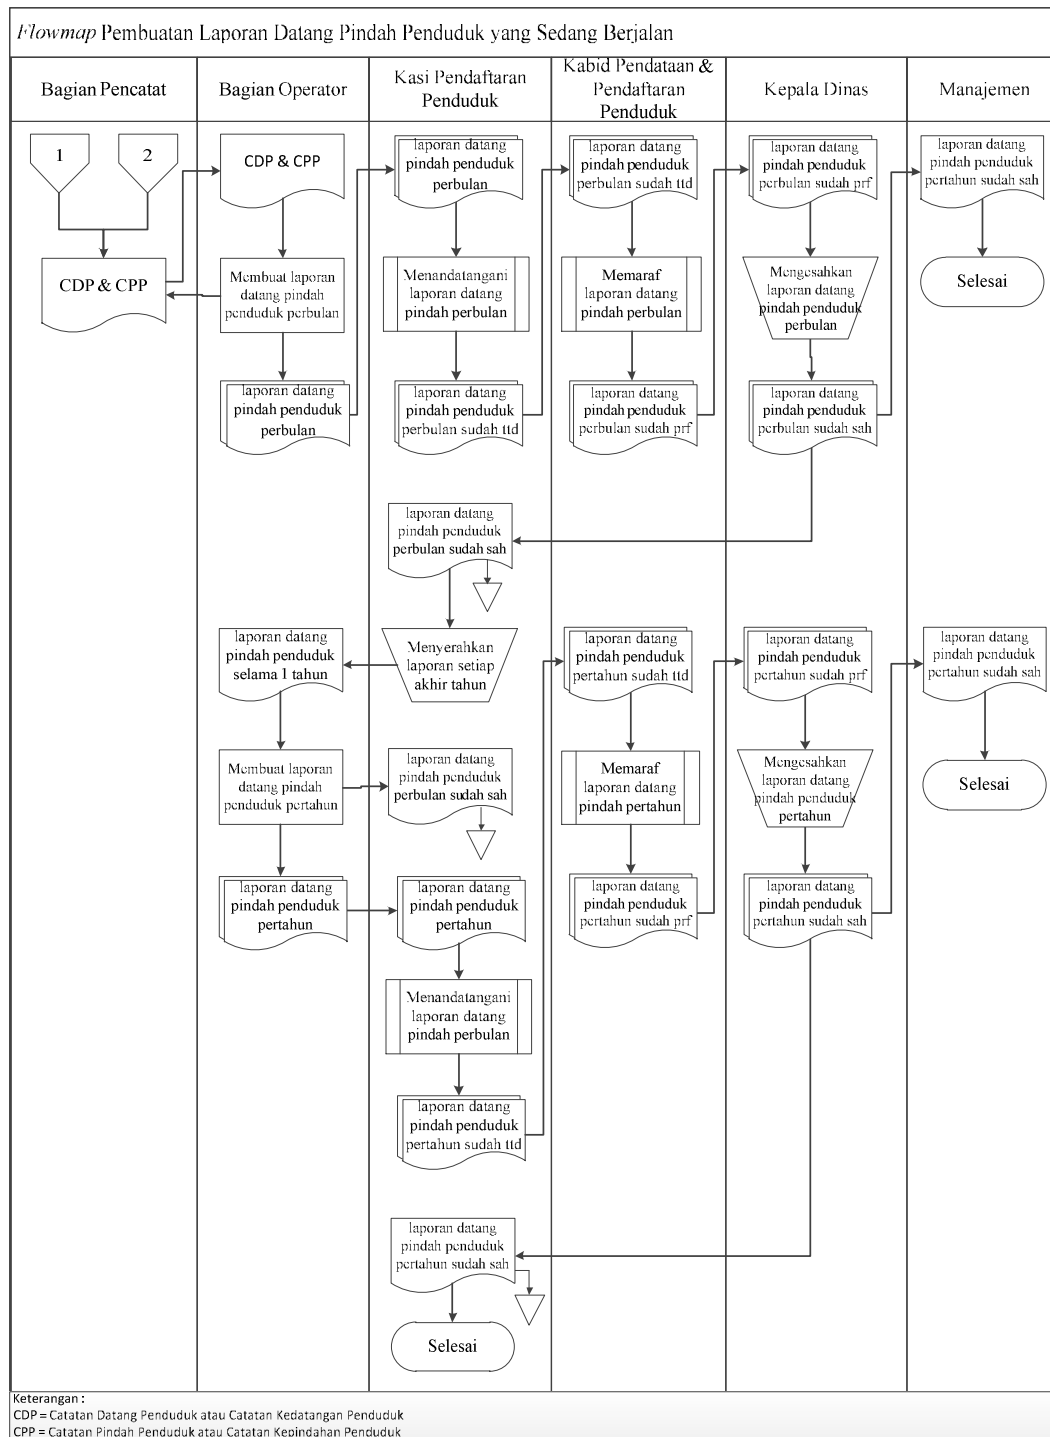 Flowmap Pembuatan Laporan Datang Pindah Penduduk yang Sedang Berjalan
Bagian Pencatat
Bagian Operator
Kasi Pendaftaran
Penduduk
Kabid Pendataan &
Pendaftaran
Penduduk
Kepala Dinas
Manajemen
1
2
CDP & CPP
laporan datang
pindah penduduk
perbulan
laporan datang
pindah penduduk
perbulan sudah ttd
laporan datang
pindah penduduk
perbulan sudah prf
laporan datang
pindah penduduk
pertahun sudah sah
CDP & CPP
Membuat laporan
datang pindah
penduduk perbulan
Menandatangani
laporan datang
pindah perbulan
Memaraf
laporan datang
pindah perbulan
Mengesahkan
laporan datang
pindah penduduk
perbulan
Selesai
laporan datang
pindah penduduk
perbulan
laporan datang
pindah penduduk
perbulan sudah ttd
laporan datang
pindah penduduk
perbulan sudah prf
laporan datang
pindah penduduk
perbulan sudah sah
laporan datang
pindah penduduk
perbulan sudah sah
laporan datang
pindah penduduk
selama 1 tahun
Menyerahkan
laporan setiap
akhir tahun
laporan datang
pindah penduduk
pertahun sudah ttd
laporan datang
pindah penduduk
pertahun sudah prf
laporan datang
pindah penduduk
pertahun sudah sah
Membuat laporan
datang pindah
penduduk pertahun
laporan datang
pindah penduduk
perbulan sudah sah
Memaraf
laporan datang
pindah pertahun
Mengesahkan
laporan datang
pindah penduduk
pertahun
Selesai
laporan datang
pindah penduduk
pertahun
laporan datang
pindah penduduk
pertahun
laporan datang
pindah penduduk
pertahun sudah prf
laporan datang
pindah penduduk
pertahun sudah sah
Menandatangani
laporan datang
pindah perbulan
laporan datang
pindah penduduk
pertahun sudah ttd
laporan datang
pindah penduduk
pertahun sudah sah
Selesai
Keterangan :
CDP = Catatan Datang Penduduk atau Catatan Kedatangan Penduduk
CPP = Catatan Pindah Penduduk atau Catatan Kepindahan Penduduk